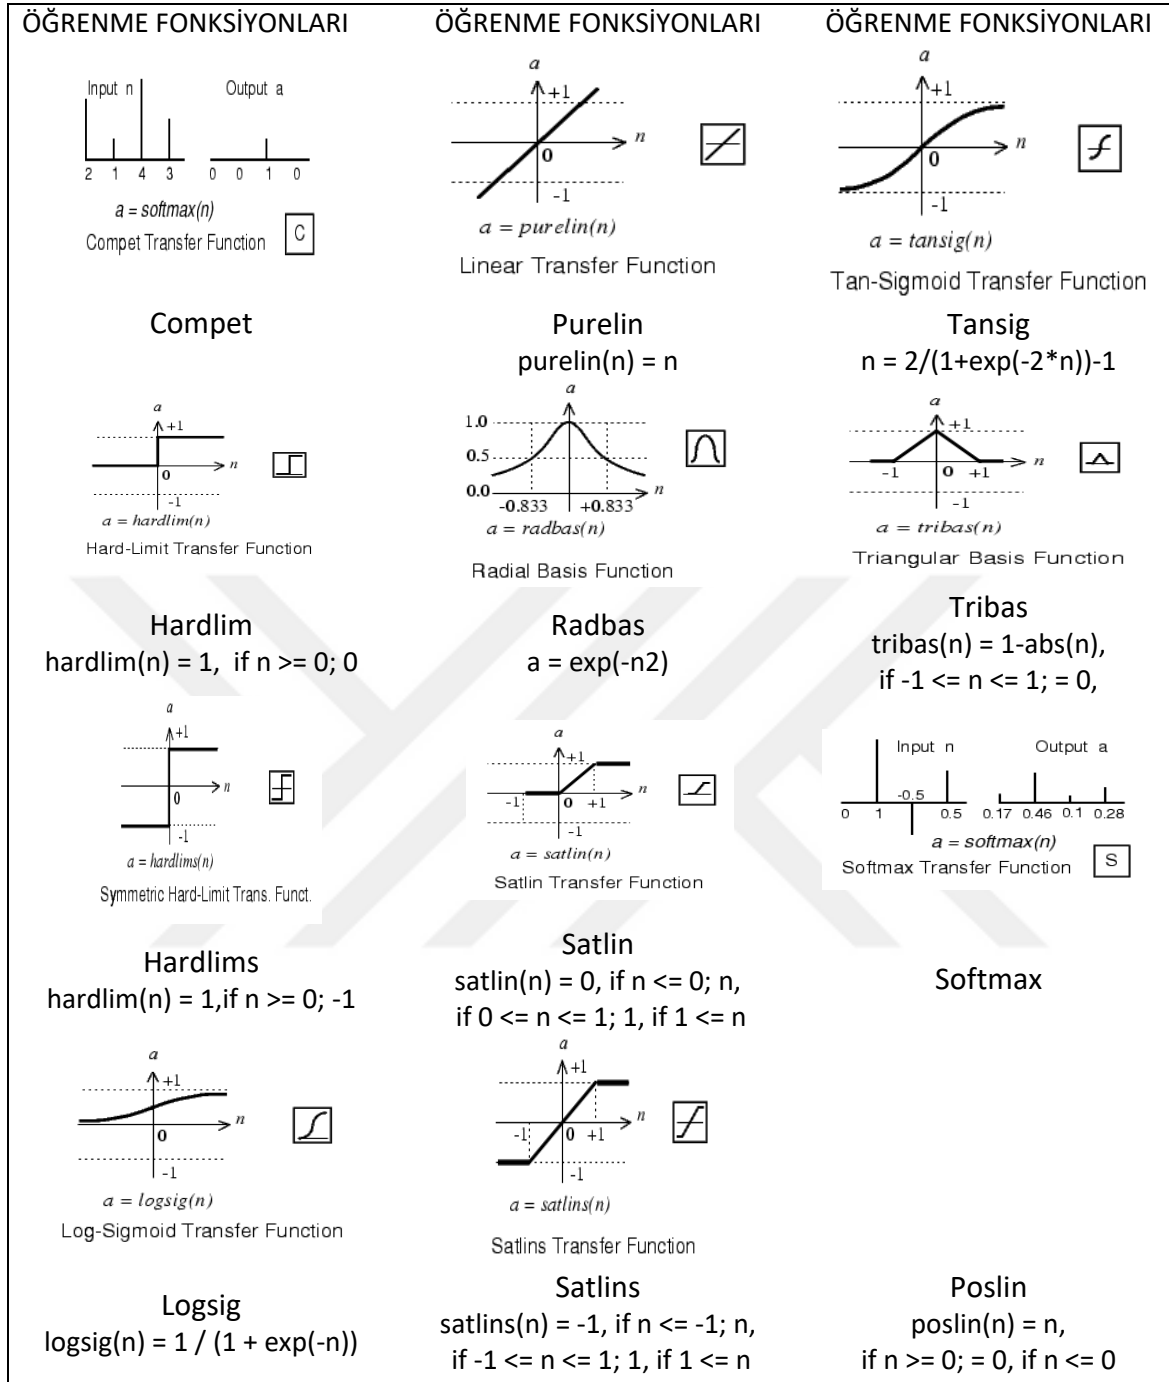 ÖĞRENME FONKSİYONLARI ÖĞRENME FONKSİYONLARI ÖĞRENME FONKSİYONLARI
Input n Output a
2 1 4 3 0 0 1 0
a = softmax(n)
Compet Transfer Function C
a
+1
n
0
-1
a = purelin(n)
Linear Transfer Function
a
+1
n
0
-1
a = tansig(n)
Tan-Sigmoid Transfer Function
Compet
Purelin
purelin(n) = n
Tansig
n = 2/(1+exp(-2*n))-1
a
+1
n
0
-1
a = hardlim(n)
Hard-Limit Transfer Function
a
1.0
0.5
0.0
n
-0.833 +0.833
a = radbas(n)
Radial Basis Function
a
+1
n
-1 0 +1
-1
a = tribas(n)
Triangular Basis Function
Hardlim
hardlim(n) = 1, if n >= 0; 0
Radbas
a = exp(-n2)
Tribas
tribas(n) = 1-abs(n),
if -1 <= n <= 1; = 0,
a
+1
n
0
-1
a = hardlims(n)
Symmetric Hard-Limit Trans. Funct.
a
+1
n
-1 0 +1
-1
a = satlin(n)
Satlin Transfer Function
Input n Output a
-0.5
0 1 0.5 0.17 0.46 0.1 0.28
a = softmax(n)
Softmax Transfer Function S
Hardlims
hardlim(n) = 1,if n >= 0; -1
Satlin
satlin(n) = 0, if n <= 0; n,
if 0 <= n <= 1; 1, if 1 <= n
Softmax
a
+1
n
0
-1
a = logsig(n)
Log-Sigmoid Transfer Function
a
+1
n
-1 0 +1
-1
a = satlins(n)
Satlins Transfer Function
Logsig
logsig(n) = 1 / (1 + exp(-n))
Satlins
satlins(n) = -1, if n <= -1; n,
if -1 <= n <= 1; 1, if 1 <= n
Poslin
poslin(n) = n,
if n >= 0; = 0, if n <= 0